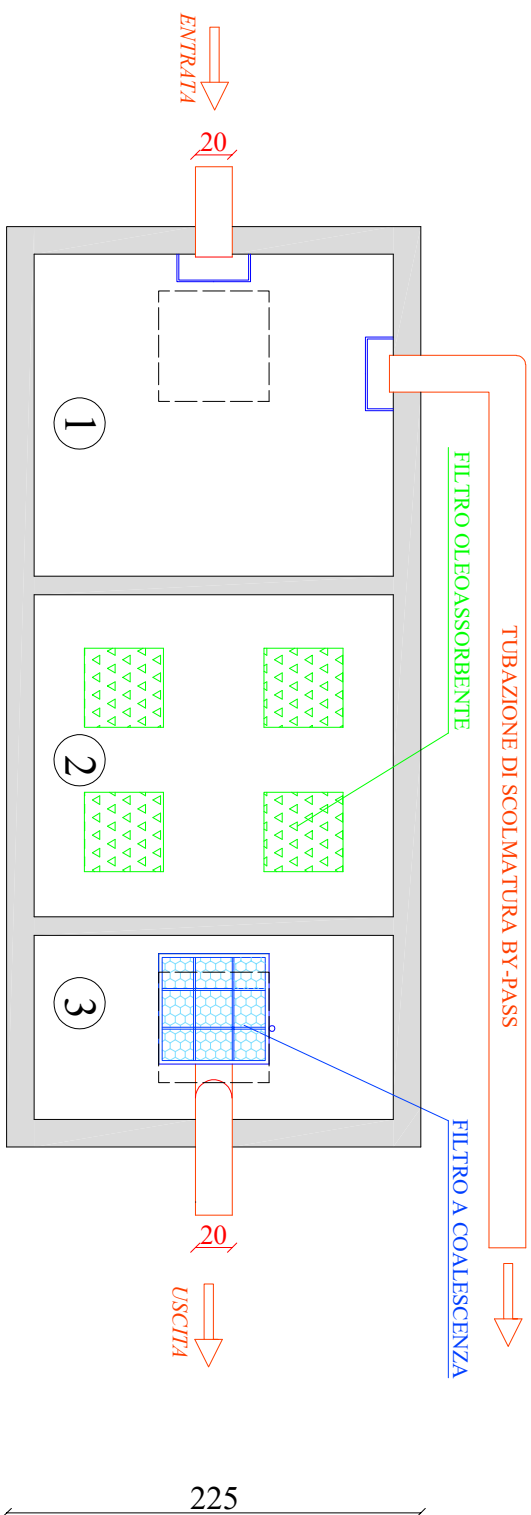 ENTRATA
20
TUBAZIONE DI SCOLMATURA BY-PASS
FILTRO OLEOASSORBENTE
1
2
3
FILTRO A COALESCENZA
20
USCITA
225